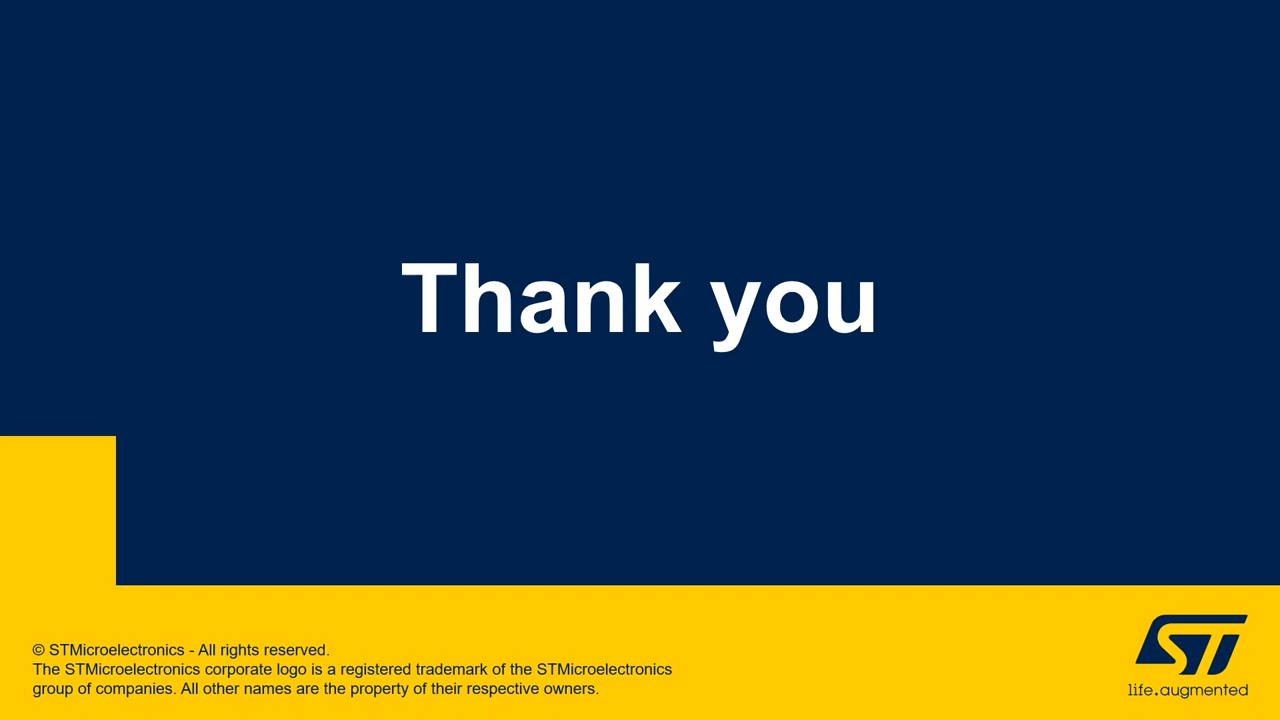 Thank you
© STMicroelectronics - All rights reserved.
The STMicroelectronics corporate logo is a registered trademark of the STMicroelectronics
group of companies. All other names are the property of their respective owners.
ST
life.augmented